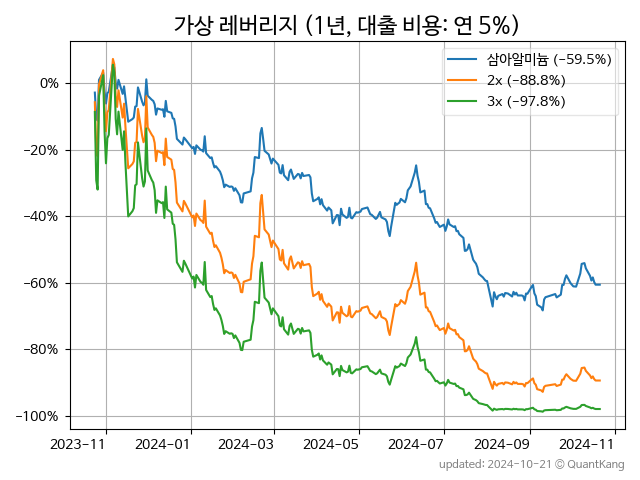 가상 레버리지 (1년, 대출 비용: 연 5%)
삼아알미늄 (−59.5%)
2x (−88.8%)
3x (−97.8%)
0%
−20%
−40%
−60%
−80%
−100%
2023-11
2024-01
2024-03
2024-05
2024-07
2024-09
2024-11
updated: 2024-10-21 © QuantKang